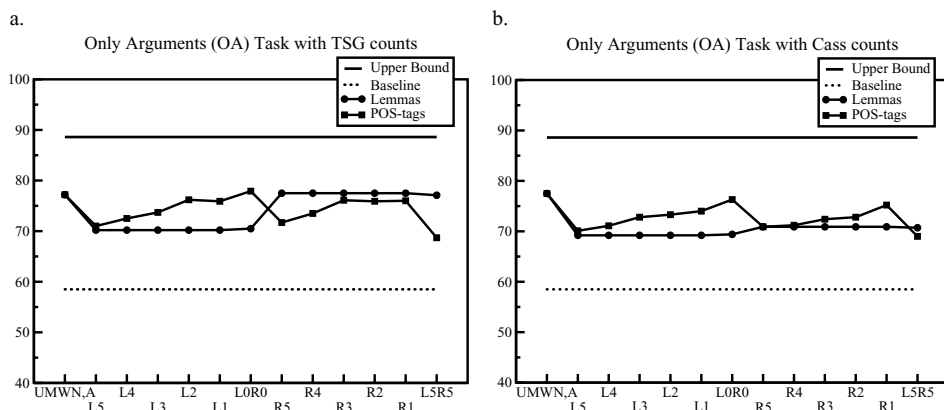 a.
Only Arguments (OA) Task with TSG counts
Upper Bound
Baseline
Lemmas
POS-tags
100
90
80
70
60
50
40
UMWN,A L4 L2 L0R0 R4 R2 L5R5
L5 L3 L1 R5 R3 R1
b.
Only Arguments (OA) Task with Cass counts
Upper Bound
Baseline
Lemmas
POS-tags
100
90
80
70
60
50
40
UMWN,A L4 L2 L0R0 R4 R2 L5R5
L5 L3 L1 R5 R3 R1